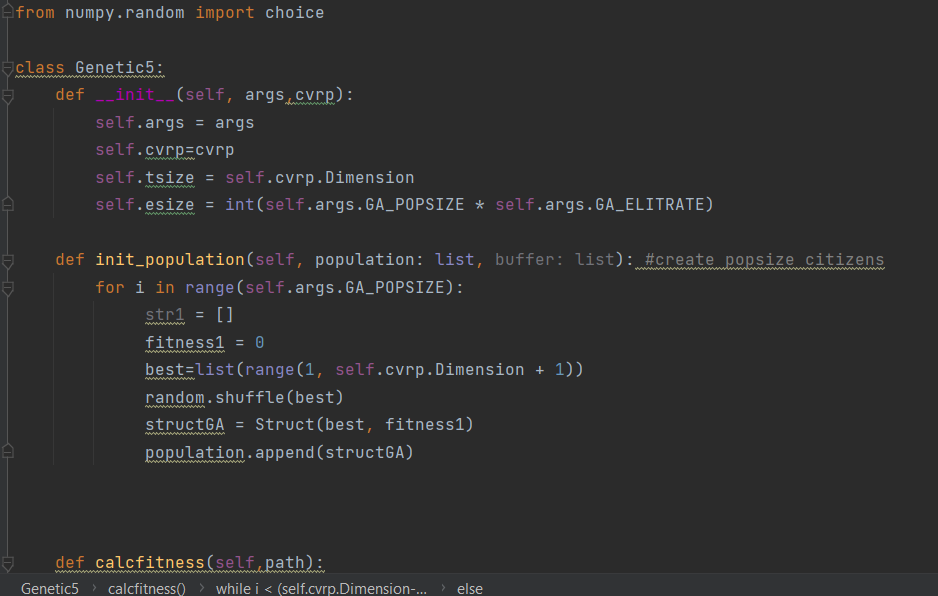 from numpy.random import choice
class Genetic5:
def __init__(self, args,cvrp):
self.args = args
self.cvrp=cvrp
self.tsize = self.cvrp.Dimension
self.esize = int(self.args.GA_POPSIZE * self.args.GA_ELITRATE)
def init_population(self, population: list, buffer: list): #create popsize citizens
for i in range(self.args.GA_POPSIZE):
str1 = []
fitness1 = 0
best=list(range(1, self.cvrp.Dimension + 1))
random.shuffle(best)
structGA = Struct(best, fitness1)
population.append(structGA)
def calcfitness(self,path):
Genetic5 › calcfitness() › while i < (self.cvrp.Dimension-... › else